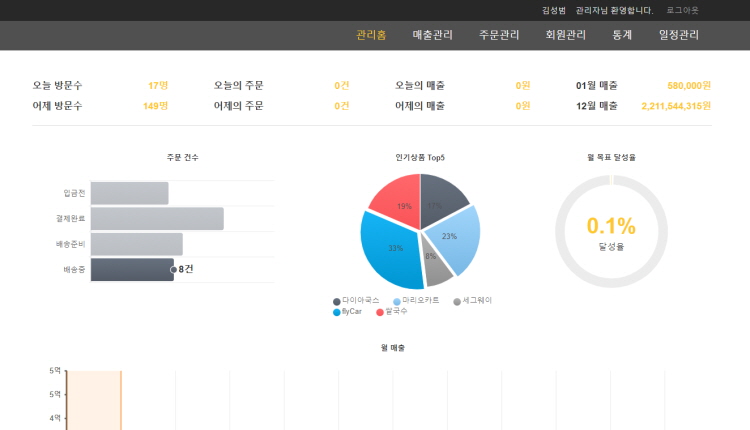 김성범 관리자님 환영합니다. 로그아웃
관리홈 매출관리 주문관리 회원관리 통계 일정관리
오늘 방문수 17명 오늘의 주문 0건 오늘의 매출 0원 01월 매출 580,000원
어제 방문수 149명 어제의 주문 0건 어제의 매출 0원 12월 매출 2,211,544,315원
주문 건수
입금전
결제완료
배송준비
배송중
8건
인기상품 Top5
17%
19%
23%
33%
8%
다이아국스 마리오카트 세그웨이
flyCar 쌀국수
월 목표 달성율
0.1%
달성율
월 매출
5억
5억
4억